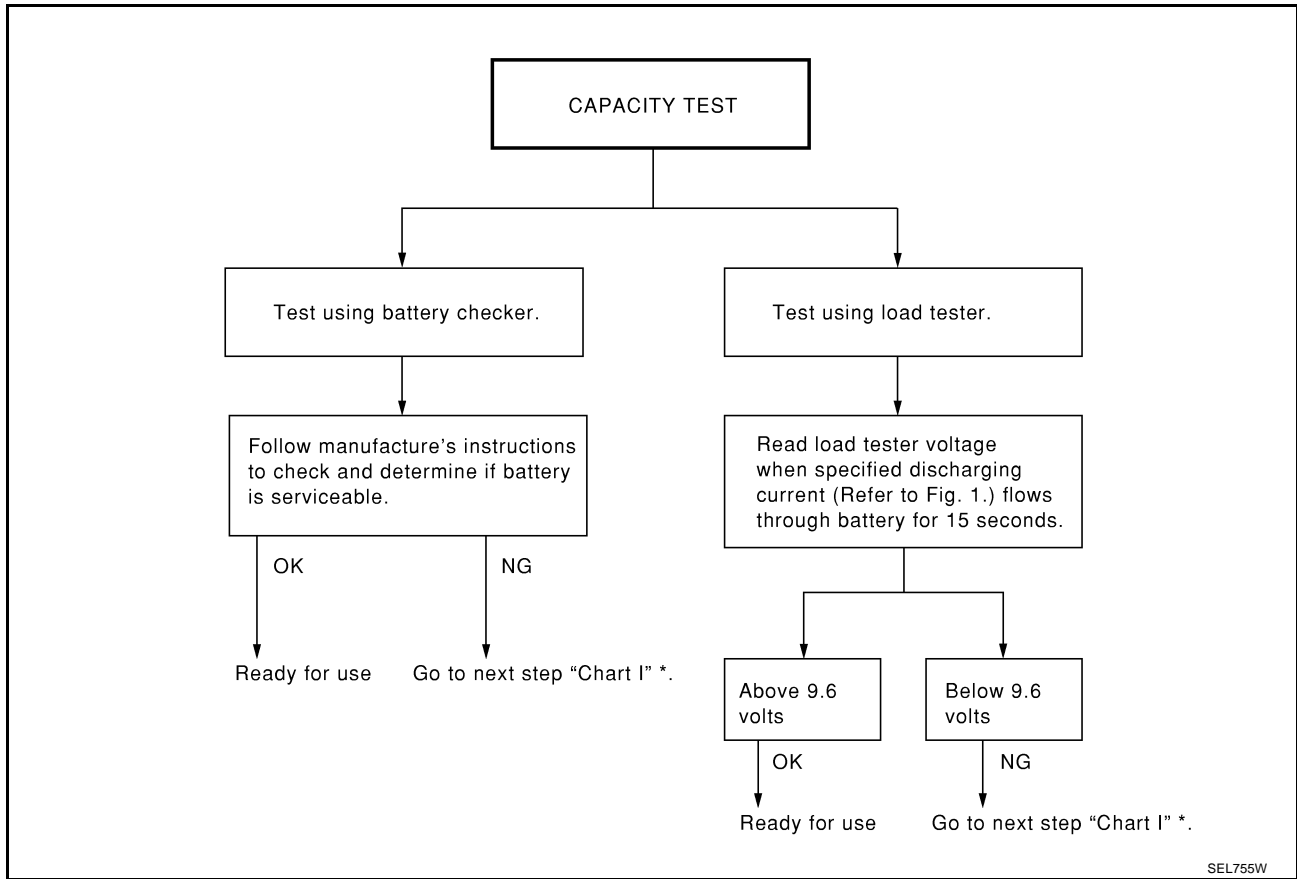 CAPACITY TEST
Test using battery checker.
Test using load tester.
Follow manufacture's instructions
to check and determine if battery
is serviceable.
Read load tester voltage
when specified discharging
current (Refer to Fig. 1.) flows
through battery for 15 seconds.
OK
NG
Ready for use
Go to next step “Chart I” *.
Above 9.6
volts
Below 9.6
volts
OK
NG
Ready for use
Go to next step “Chart I” *.
SEL755W